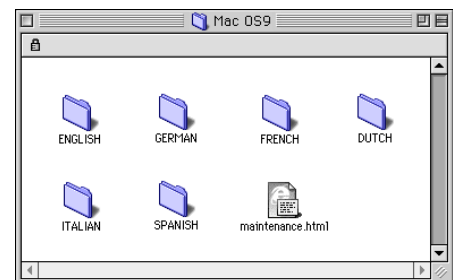 Mac OS9
ENGLISH GERMAN FRENCH DUTCH
ITALIAN SPANISH maintenance.html